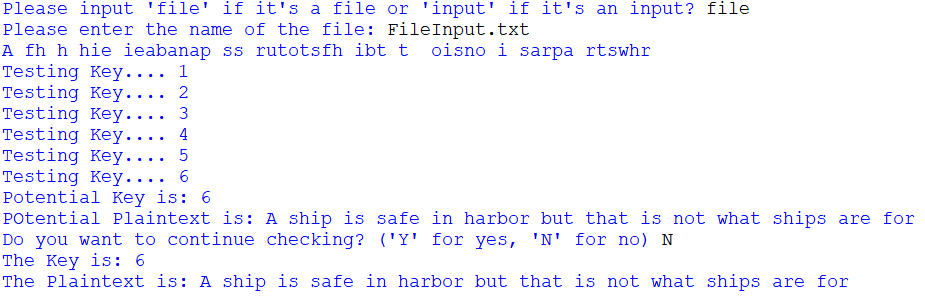 Please input 'file' if it's a file or 'input' if it's an input? file
Please enter the name of the file: FileInput.txt
A fh h hie ieabanap ss rutotsfh ibt t  oisno i sarpa rtswhr
Testing Key.... 1
Testing Key.... 2
Testing Key.... 3
Testing Key.... 4
Testing Key.... 5
Testing Key.... 6
Potential Key is: 6
POtential Plaintext is: A ship is safe in harbor but that is not what ships are for
Do you want to continue checking? ('Y' for yes, 'N' for no) N
The Key is: 6
The Plaintext is: A ship is safe in harbor but that is not what ships are for